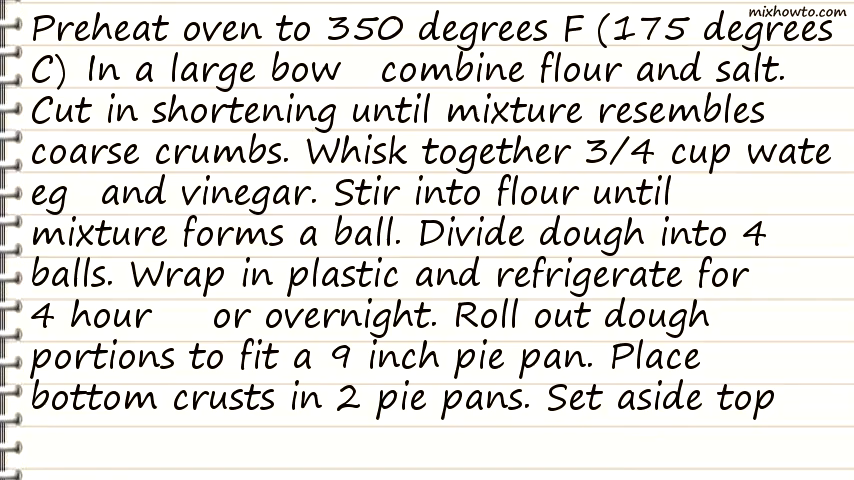 mixhowto.com
Preheat oven to 350 degrees F (175 degrees
C) In a large bow combine flour and salt.
Cut in shortening until mixture resembles
coarse crumbs. Whisk together 3/4 cup wate
eg and vinegar. Stir into flour until
mixture forms a ball. Divide dough into 4
balls. Wrap in plastic and refrigerate for
4 hour or overnight. Roll out dough
portions to fit a 9 inch pie pan. Place
bottom crusts in 2 pie pans. Set aside top